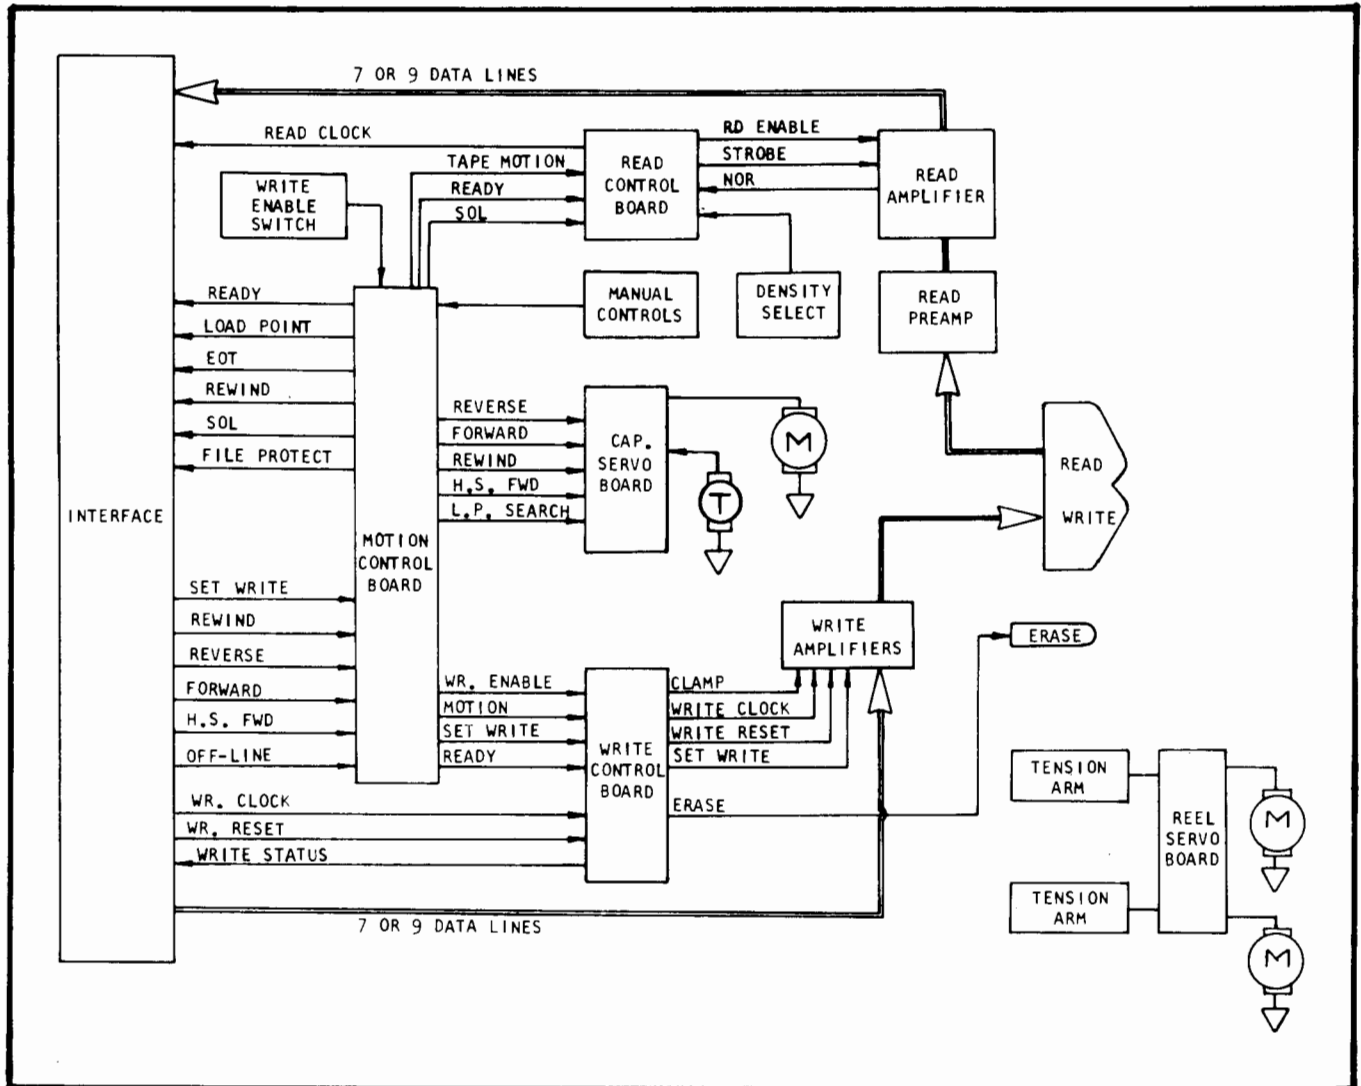 7 OR 9 DATA LINES
READ CLOCK
TAPE MOTION
READY
SOL
WRITE
ENABLE
SWITCH
READ
CONTROL
BOARD
RD ENABLE
STROBE
NOR
READ
AMPLIFIER
READY
LOAD POINT
EOT
REWIND
SOL
FILE PROTECT
MANUAL
CONTROLS
DENSITY
SELECT
READ
PREAMP
INTERFACE
MOTION
CONTROL
BOARD
REVERSE
FORWARD
REWIND
H.S. FWD
L.P. SEARCH
CAP.
SERVO
BOARD
M
T
READ
WRITE
SET WRITE
REWIND
REVERSE
FORWARD
H.S. FWD
OFF-LINE
WR. ENABLE
MOTION
SET WRITE
READY
WRITE
CONTROL
BOARD
CLAMP
WRITE CLOCK
WRITE RESET
SET WRITE
ERASE
WRITE
AMPLIFIERS
ERASE
WR. CLOCK
WR. RESET
WRITE STATUS
7 OR 9 DATA LINES
TENSION
ARM
TENSION
ARM
REEL
SERVO
BOARD
M
M